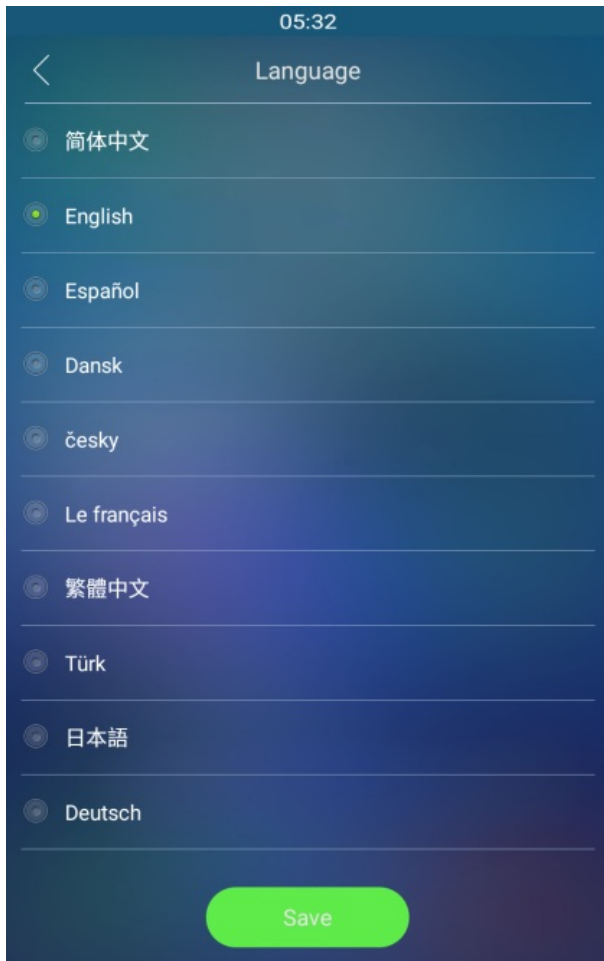 05:32
Language
简体中文
English
Español
Dansk
česky
Le français
繁體中文
Türk
日本語
Deutsch
Save